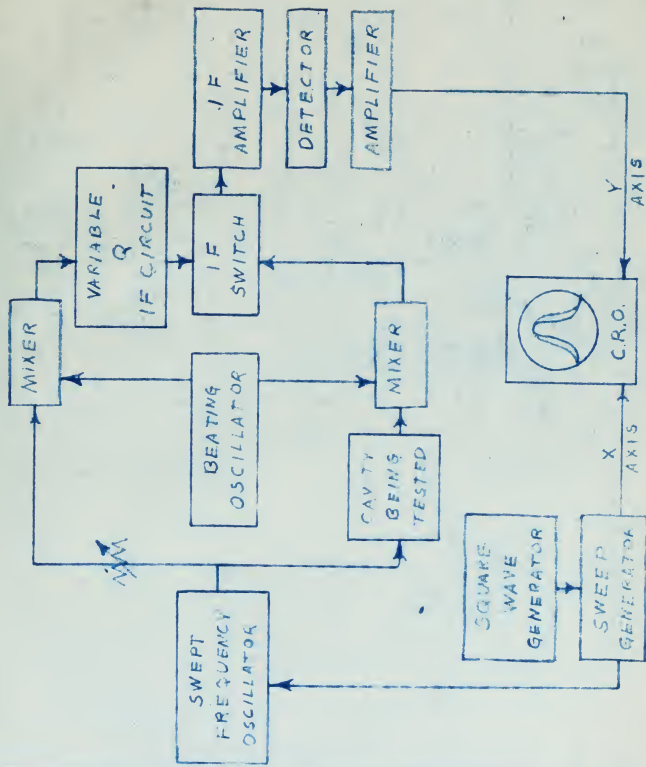 MIXER
VARIABLE
Q
IF CIRCUIT
IF
SWITCH
IF
AMPLIFIER
DETECTOR
AMPLIFIER
BEATING
OSCILLATOR
MIXER
CAVITY
BEING
TESTED
SWEPT
FREQUENCY
OSCILLATOR
SQUARE
WAVE
GENERATOR
SWEEP
GENERATOR
X
AXIS
C.R.O.
Y
AXIS